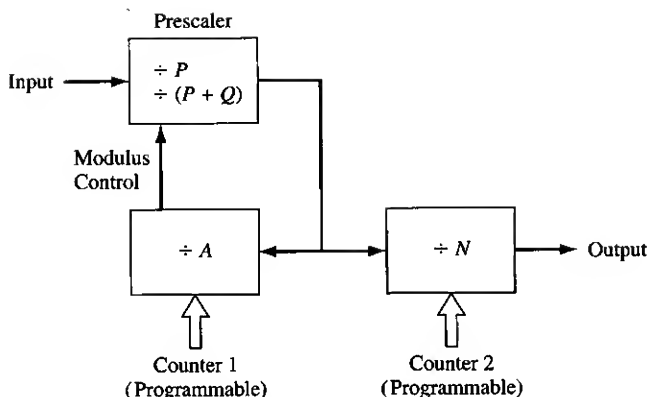 Prescaler
Input
÷ P
÷ (P + Q)
Modulus
Control
÷ A
÷ N
Output
Counter 1
(Programmable)
Counter 2
(Programmable)